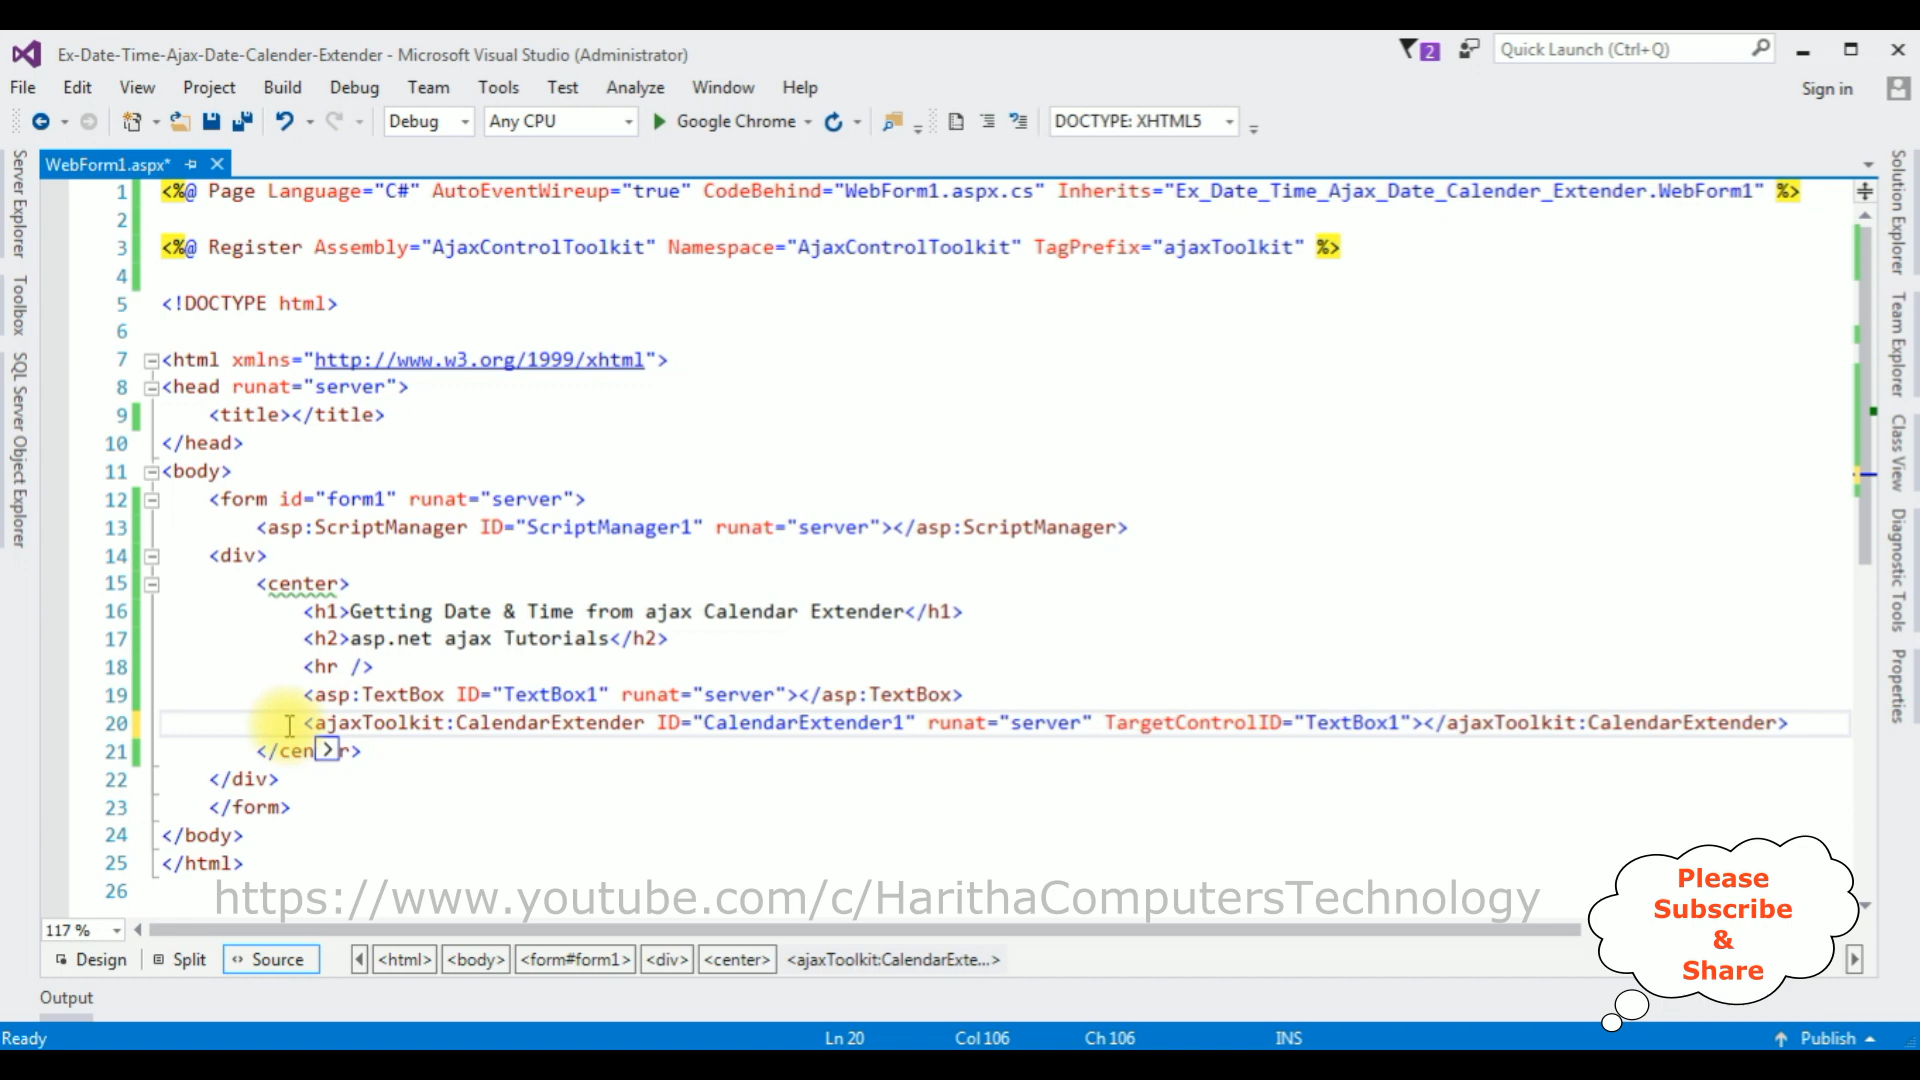 Ex-Date-Time-Ajax-Date-Calender-Extender - Microsoft Visual Studio (Administrator)
2
Quick Launch (Ctrl+Q)
File Edit View Project Build Debug Team Tools Test Analyze Window Help
Sign in
Debug Any CPU Google Chrome DOCTYPE: XHTML5
WebForm1.aspx*
1 <%@ Page Language="C#" AutoEventWireup="true" CodeBehind="WebForm1.aspx.cs" Inherits="Ex_Date_Time_Ajax_Date_Calender_Extender.WebForm1" %>
2
3 <%@ Register Assembly="AjaxControlToolkit" Namespace="AjaxControlToolkit" TagPrefix="ajaxToolkit" %>
4
5 <!DOCTYPE html>
6
7 <html xmlns="http://www.w3.org/1999/xhtml">
8 <head runat="server">
9 <title></title>
10 </head>
11 <body>
12 <form id="form1" runat="server">
13 <asp:ScriptManager ID="ScriptManager1" runat="server"></asp:ScriptManager>
14 <div>
15 <center>
16 <h1>Getting Date & Time from ajax Calendar Extender</h1>
17 <h2>asp.net ajax Tutorials</h2>
18 <hr />
19 <asp:TextBox ID="TextBox1" runat="server"></asp:TextBox>
20 <ajaxToolkit:CalendarExtender ID="CalendarExtender1" runat="server" TargetControlID="TextBox1"></ajaxToolkit:CalendarExtender>
21 </cen r>
22 </div>
23 </form>
24 </body>
25 </html>
26
Server Explorer
Toolbox
SQL Server Object Explorer
Solution Explorer
Team Explorer
Class View
Diagnostic Tools
Properties
https://www.youtube.com/c/HarithaComputersTechnology
Please
Subscribe
&
Share
117 %
Design Split Source <html> <body> <form#form1> <div> <center> <ajaxToolkit:CalendarExte...>
Output
Ready Ln 20 Col 106 Ch 106 INS Publish